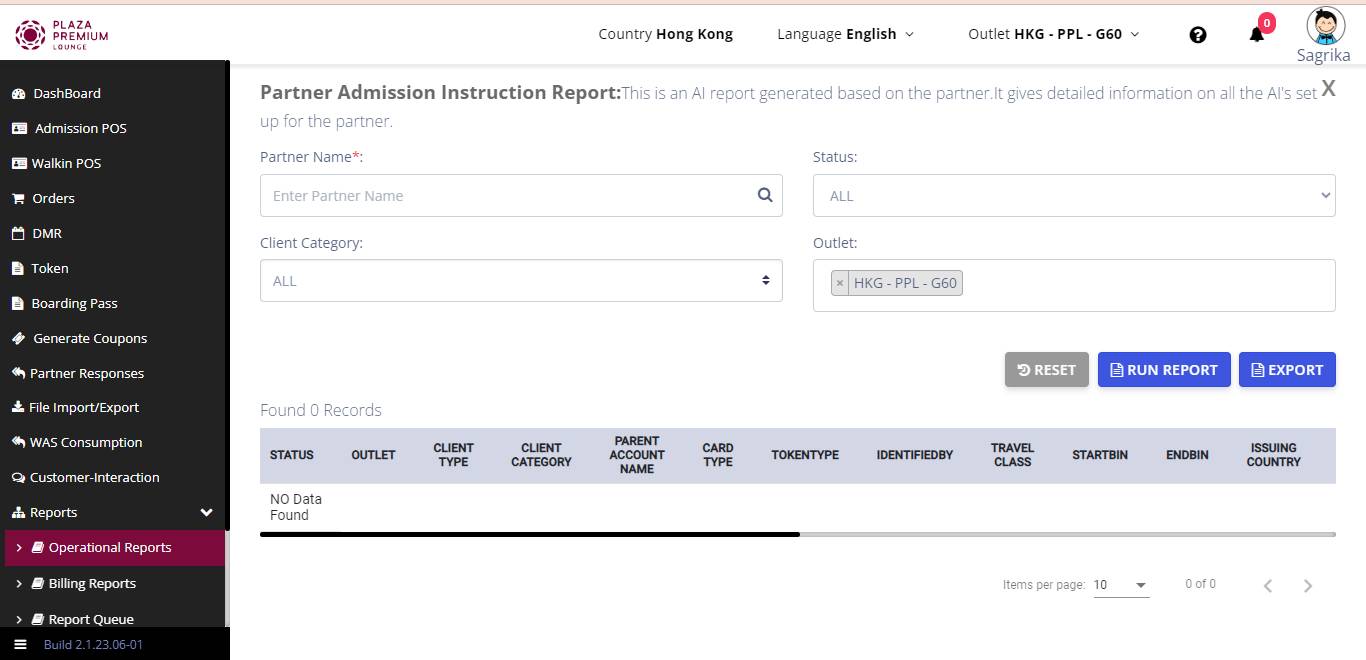 PLAZA
PREMIUM
LOUNGE
Country Hong Kong
Language English
Outlet HKG - PPL - G60
0
Sagrika
DashBoard
Admission POS
Walkin POS
Orders
DMR
Token
Boarding Pass
Generate Coupons
Partner Responses
File Import/Export
WAS Consumption
Customer-Interaction
Reports
Operational Reports
Billing Reports
Report Queue
Build 2.1.23.06-01
Partner Admission Instruction Report:This is an AI report generated based on the partner.It gives detailed information on all the AI's set
up for the partner.
X
Partner Name*:
Status:
Enter Partner Name
ALL
Client Category:
Outlet:
ALL
× HKG - PPL - G60
RESET
RUN REPORT
EXPORT
Found 0 Records
STATUS
OUTLET
CLIENT
TYPE
CLIENT
CATEGORY
PARENT
ACCOUNT
NAME
CARD
TYPE
TOKENTYPE
IDENTIFIEDBY
TRAVEL
CLASS
STARTBIN
ENDBIN
ISSUING
COUNTRY
NO Data
Found
Items per page: 10
0 of 0